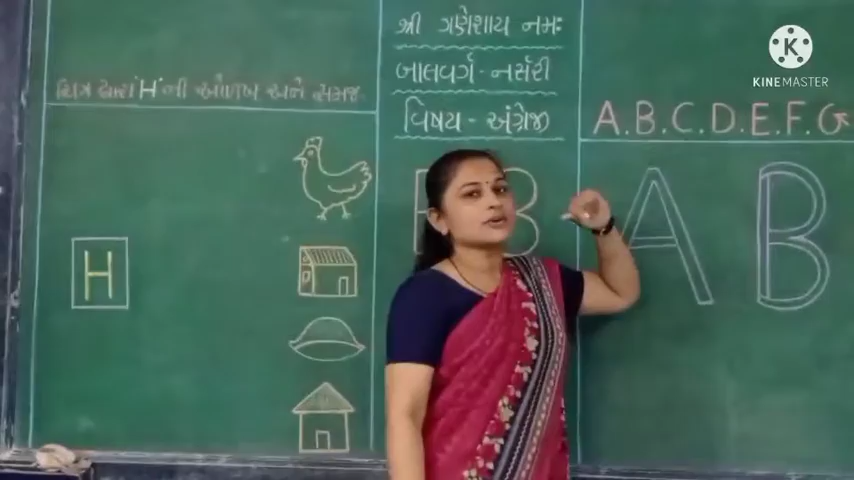 શ્રી ગણેશાય નમઃ
બાલવર્ગ - નર્સરી
વિષય - અંગ્રેજી
ચિત્ર દ્વારા H ની ઓળખ અને સમજ
H
A.B.C.D.E.F.G
B
A B
K
KINEMASTER